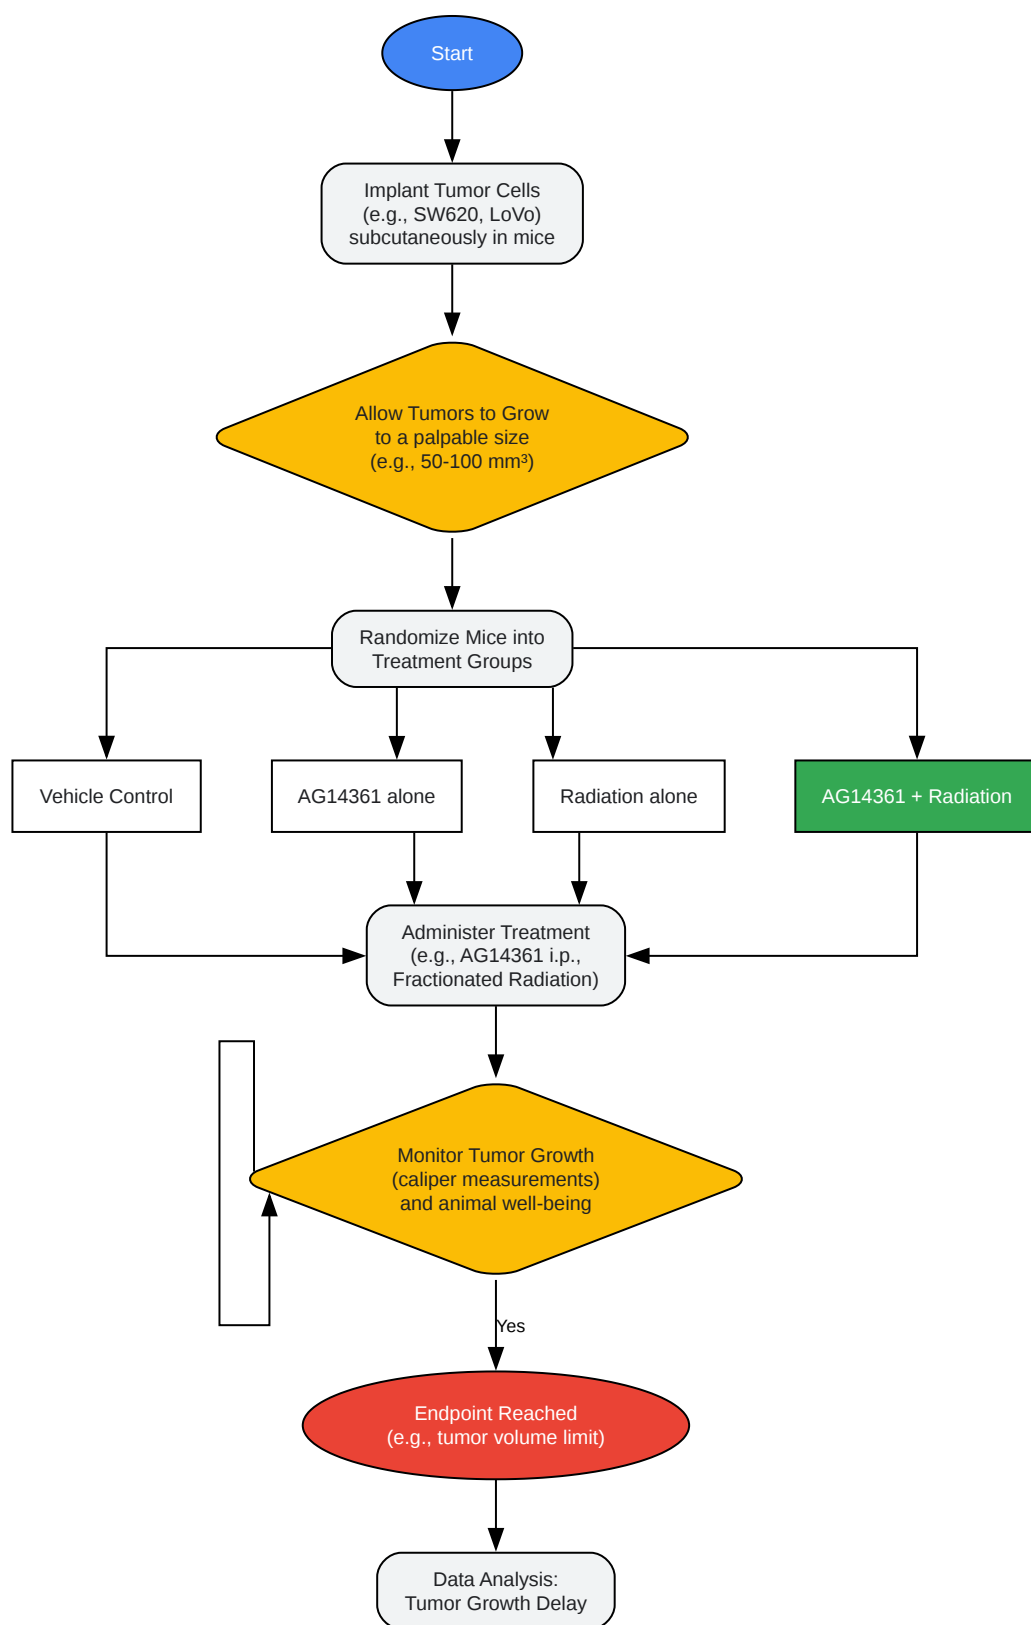 Start
Implant Tumor Cells
(e.g., SW620, LoVo)
subcutaneously in mice
Allow Tumors to Grow
to a palpable size
(e.g., 50-100 mm³)
Randomize Mice into
Treatment Groups
Vehicle Control
AG14361 alone
Radiation alone
AG14361 + Radiation
Administer Treatment
(e.g., AG14361 i.p.,
Fractionated Radiation)
Monitor Tumor Growth
(caliper measurements)
and animal well-being
Yes
Endpoint Reached
(e.g., tumor volume limit)
Data Analysis:
Tumor Growth Delay